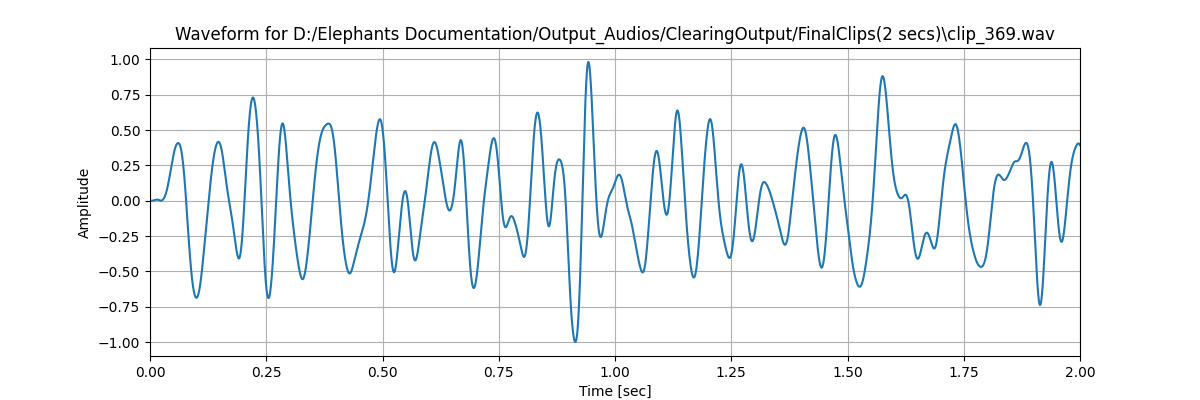 Waveform for D:/Elephants Documentation/Output_Audios/ClearingOutput/FinalClips(2 secs)\clip_369.wav
1.00
0.75
0.50
0.25
0.00
−0.25
−0.50
−0.75
−1.00
Amplitude
0.00 0.25 0.50 0.75 1.00 1.25 1.50 1.75 2.00
Time [sec]